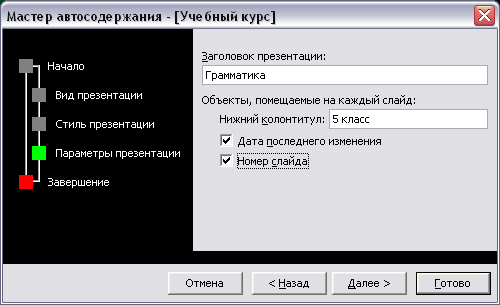 Мастер автосодержания - [Учебный курс]
Начало
Вид презентации
Стиль презентации
Параметры презентации
Завершение
Заголовок презентации:
Грамматика
Объекты, помещаемые на каждый слайд:
Нижний колонтитул: 5 класс
Дата последнего изменения
Номер слайда
Отмена < Назад Далее > Готово